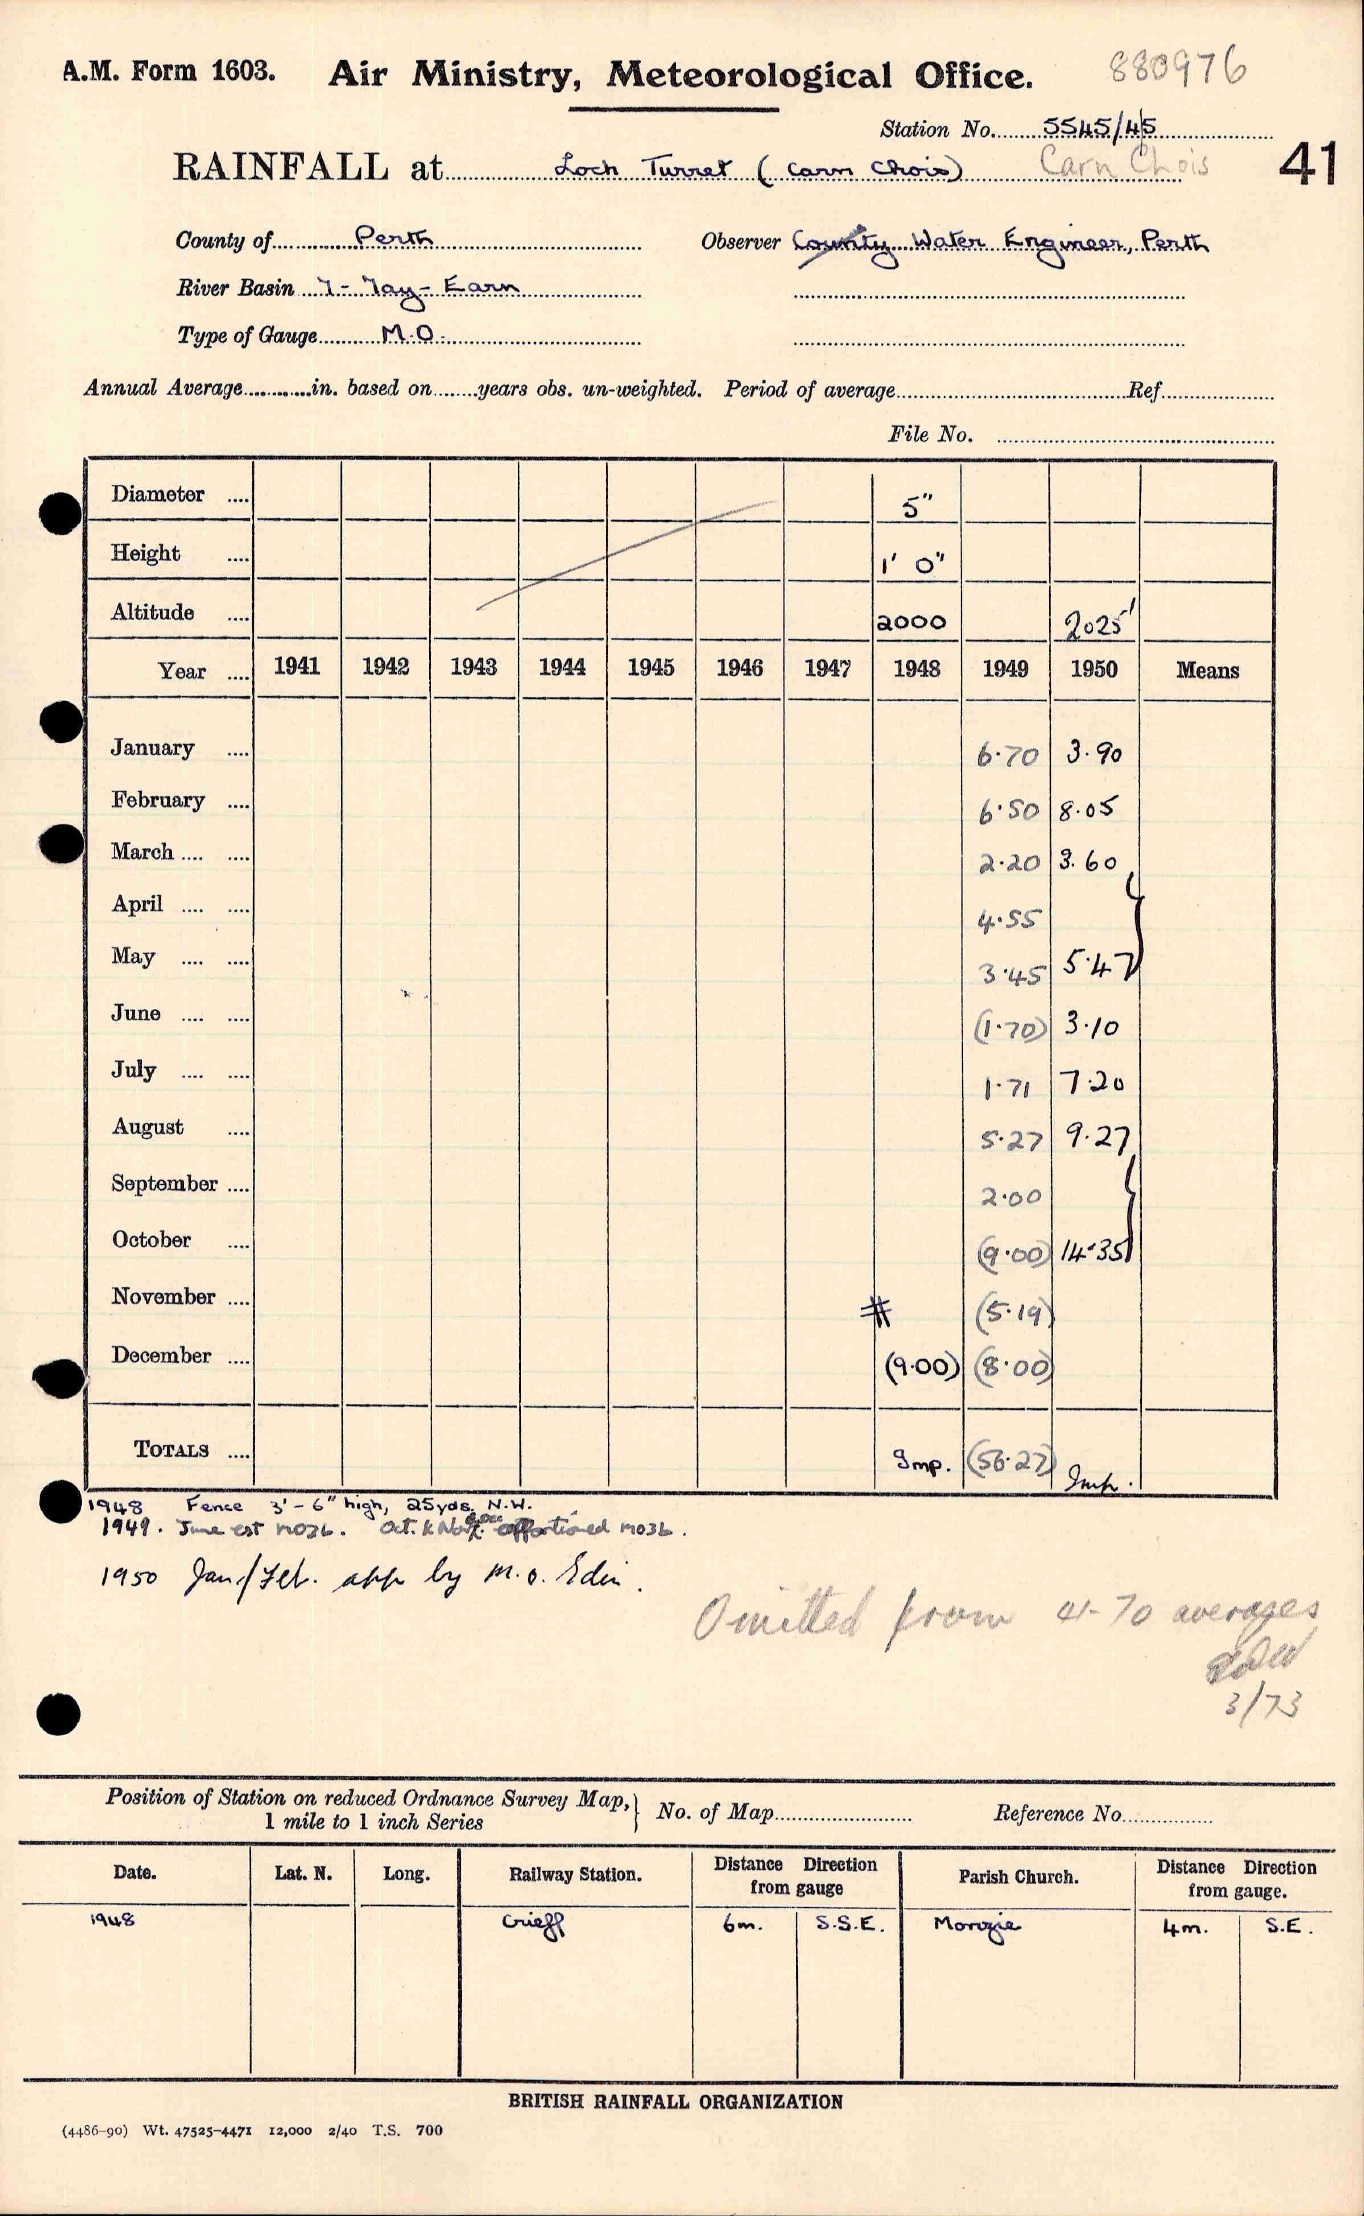 A.M. Form 1603. Air Ministry, Meteorological Office. 880976
Station No. 5545/45
RAINFALL at Loch Turret (Carn Chois) Carn Chois 41
County of Perth Observer County Water Engineer, Perth
River Basin 7-Tay-Earn
Type of Gauge M.O.
Annual Average in. based on years obs. un-weighted. Period of average Ref
File No.
Diameter 5"
Height 1' 0"
Altitude 2000 2025'
Year 1941 1942 1943 1944 1945 1946 1947 1948 1949 1950 Means
January 6.70 3.90
February 6.50 8.05
March 2.20 3.60
April 4.55
May 3.45 5.47
June (1.70) 3.10
July 1.71 7.20
August 5.27 9.27
September 2.00
October (9.00) 14.35
November # (5.19)
December (9.00) (8.00)
TOTALS Imp. (56.27) Imp.
1948 Fence 3'-6" high, 25yds. N.W.
1949. June est mo3b. Oct. & Nov. & Dec apportioned mo3b.
1950 Jan/Feb. app by M.O. Edin.
Omitted from 41-70 averages
3/73
Position of Station on reduced Ordnance Survey Map, } No. of Map Reference No.
1 mile to 1 inch Series
Date. Lat. N. Long. Railway Station. Distance Direction from gauge Parish Church. Distance Direction from gauge.
1948 Crieff 6m. S.S.E. Monzie 4m. S.E.
BRITISH RAINFALL ORGANIZATION
(4486-90) Wt. 47525-4471 12,000 2/40 T.S. 700